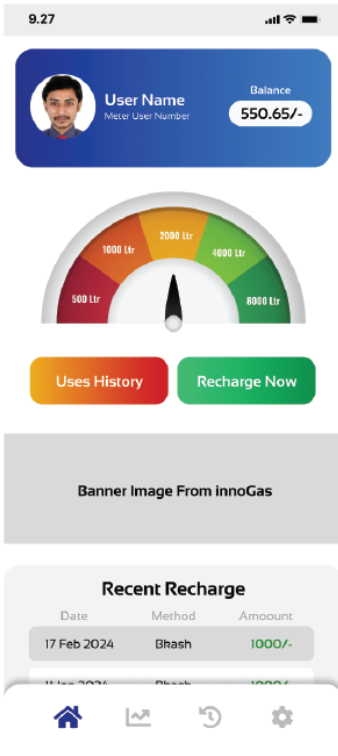 9.27
User Name
Meter User Number
Balance
550.65/-
500 Ltr
1000 Ltr
2000 Ltr
4000 Ltr
8000 Ltr
Uses History
Recharge Now
Banner Image From innoGas
Recent Recharge
Date Method Amoount
17 Feb 2024 Bkash 1000/-